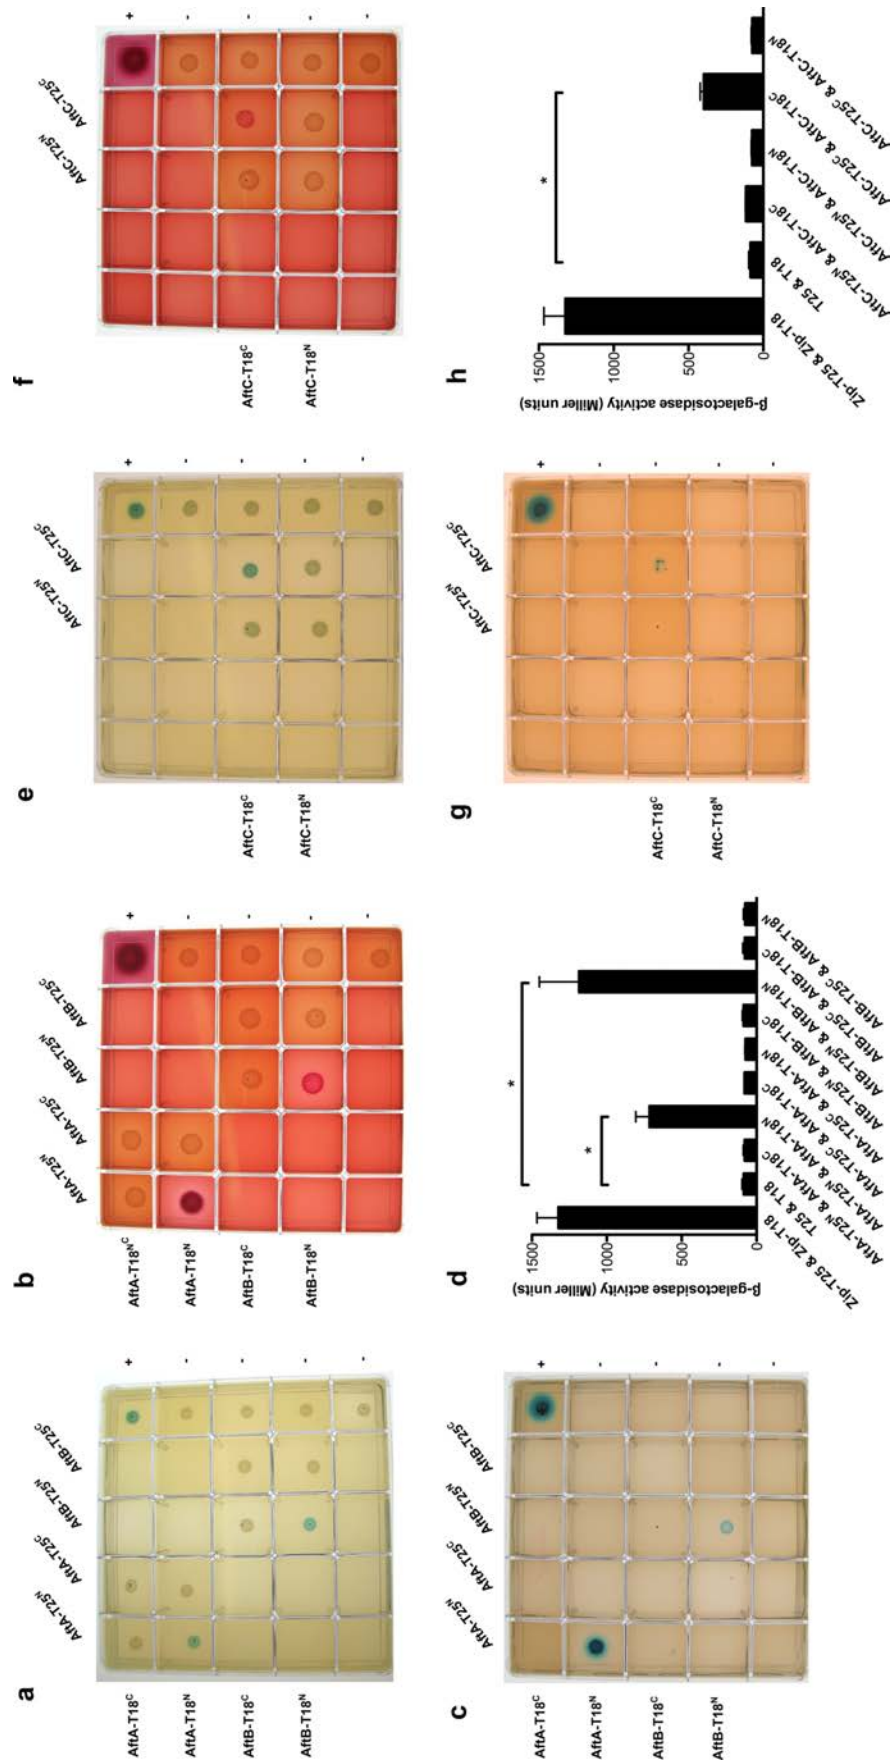 a
AftA-T25ᴺ
AftA-T25ᶜ
AftB-T25ᴺ
AftB-T25ᶜ
AftA-T18ᶜ
AftA-T18ᴺ
AftB-T18ᶜ
AftB-T18ᴺ
+
-
-
-
-
b
AftA-T25ᴺ
AftA-T25ᶜ
AftB-T25ᴺ
AftB-T25ᶜ
AftA-T18ᴺᶜ
AftA-T18ᴺ
AftB-T18ᶜ
AftB-T18ᴺ
+
-
-
-
-
c
AftA-T25ᴺ
AftA-T25ᶜ
AftB-T25ᴺ
AftB-T25ᶜ
AftA-T18ᶜ
AftA-T18ᴺ
AftB-T18ᶜ
AftB-T18ᴺ
+
-
-
-
-
d
β-galactosidase activity (Miller units)
1500
1000
500
0
*
*
Zip-T25 & Zip-T18
T25 & T18
AftA-T25ᴺ & AftA-T18ᶜ
AftA-T25ᴺ & AftA-T18ᴺ
AftA-T25ᶜ & AftA-T18ᶜ
AftA-T25ᶜ & AftA-T18ᴺ
AftB-T25ᴺ & AftB-T18ᶜ
AftB-T25ᴺ & AftB-T18ᴺ
AftB-T25ᶜ & AftB-T18ᶜ
AftB-T25ᶜ & AftB-T18ᴺ
e
AftC-T25ᴺ
AftC-T25ᶜ
AftC-T18ᶜ
AftC-T18ᴺ
+
-
-
-
-
f
AftC-T25ᴺ
AftC-T25ᶜ
AftC-T18ᶜ
AftC-T18ᴺ
+
-
-
-
-
g
AftC-T25ᴺ
AftC-T25ᶜ
AftC-T18ᶜ
AftC-T18ᴺ
+
-
-
-
-
h
β-galactosidase activity (Miller units)
1500
1000
500
0
*
Zip-T25 & Zip-T18
T25 & T18
AftC-T25ᴺ & AftC-T18ᶜ
AftC-T25ᴺ & AftC-T18ᴺ
AftC-T25ᶜ & AftC-T18ᶜ
AftC-T25ᶜ & AftC-T18ᴺ